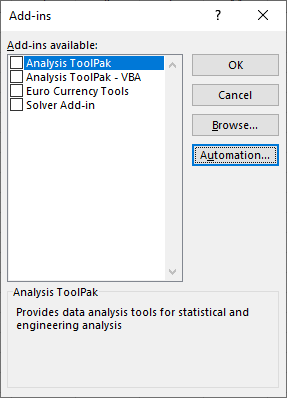 Add-ins
?
Add-ins available:
Analysis ToolPak
Analysis ToolPak - VBA
Euro Currency Tools
Solver Add-in
OK
Cancel
Browse...
Automation...
Analysis ToolPak
Provides data analysis tools for statistical and
engineering analysis